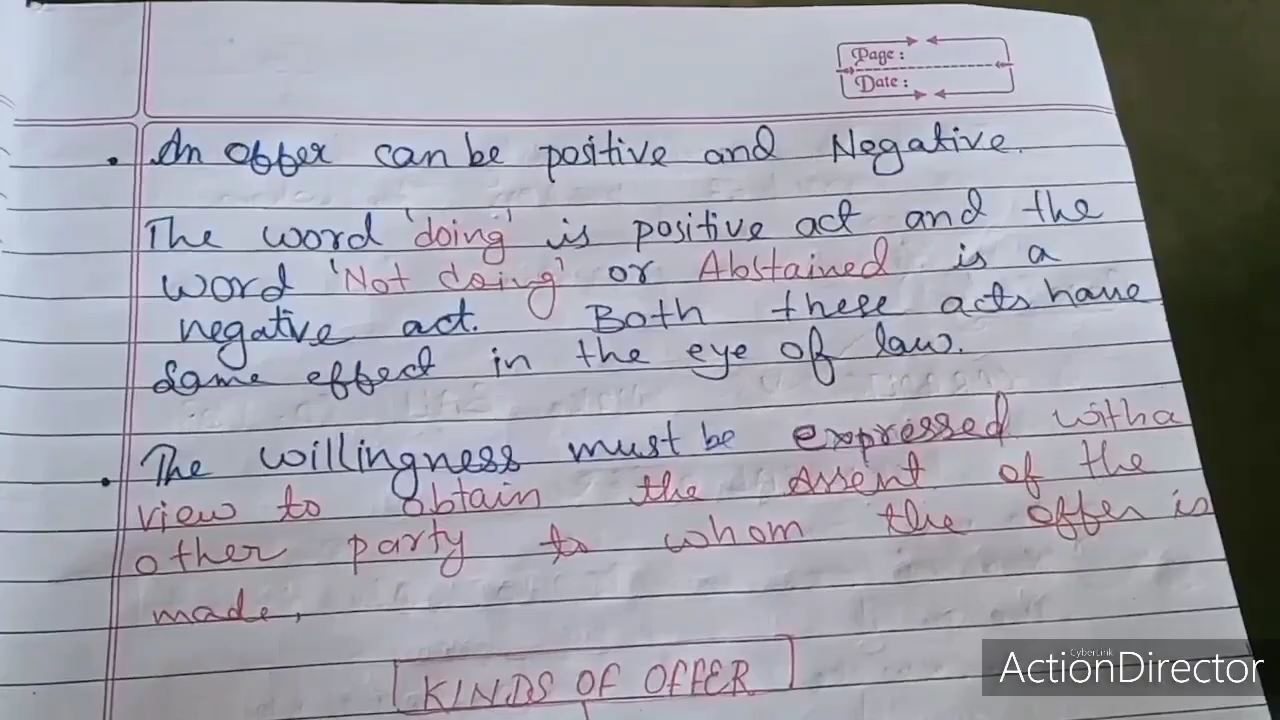 Page :
Date :
• An offer can be positive and Negative.
The word 'doing' is positive act and the
word 'Not doing' or Abstained is a
negative act. Both these acts have
Same effect in the eye of law.
• The willingness must be expressed with a
view to obtain the assent of the
other party to whom the offer is
made,
KINDS OF OFFER
CyberLink
ActionDirector